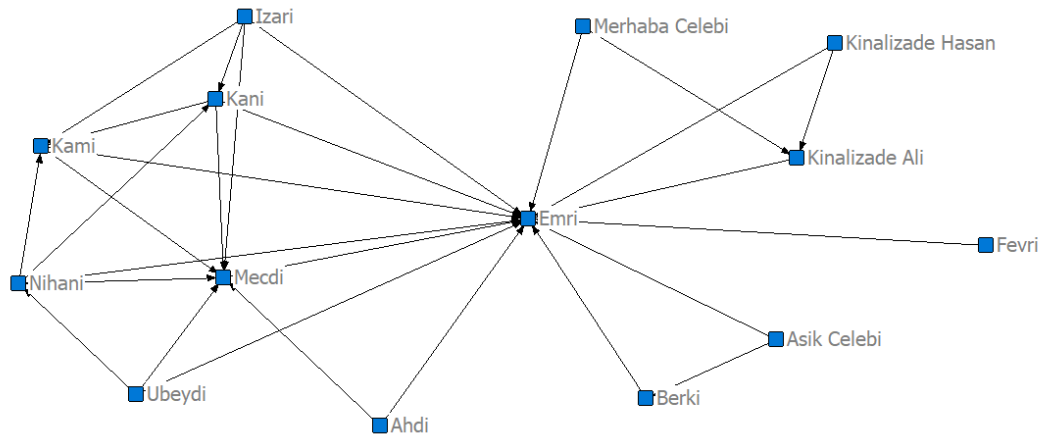 Izari
Merhaba Celebi
Kinalizade Hasan
Kani
Kami
Kinalizade Ali
Emri
Fevri
Mecdi
Nihani
Asik Celebi
Ubeydi
Berki
Ahdi